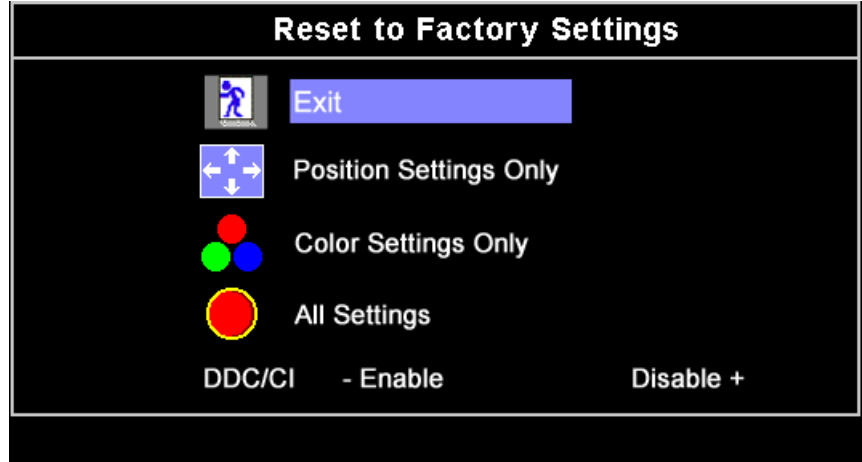 Reset to Factory Settings
Exit
Position Settings Only
Color Settings Only
All Settings
DDC/CI - Enable Disable +